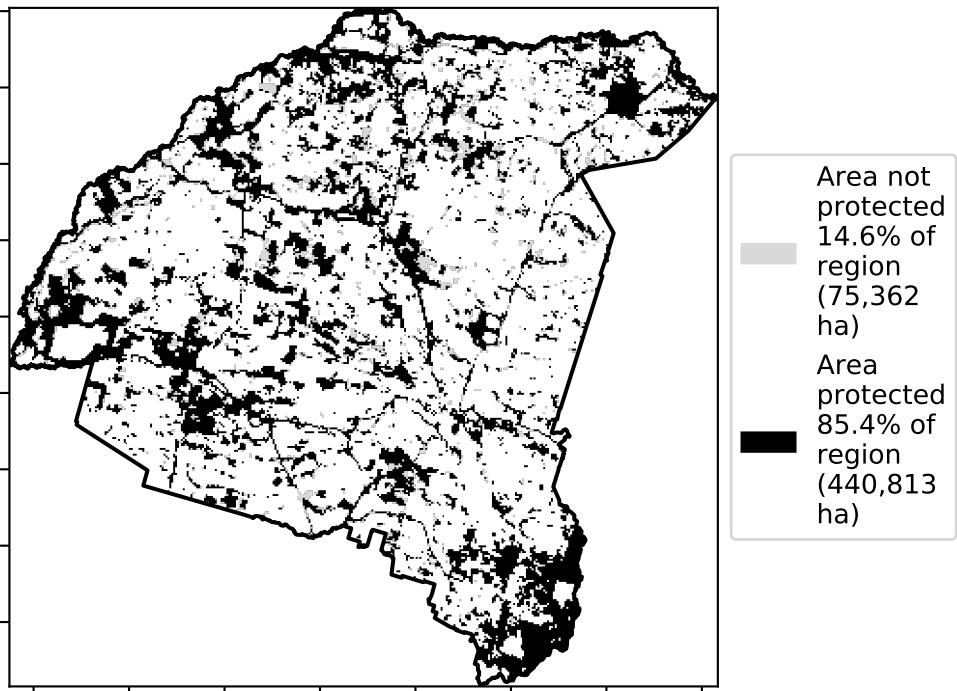 Area not
protected
14.6% of
region
(75,362
ha)
Area
protected
85.4% of
region
(440,813
ha)